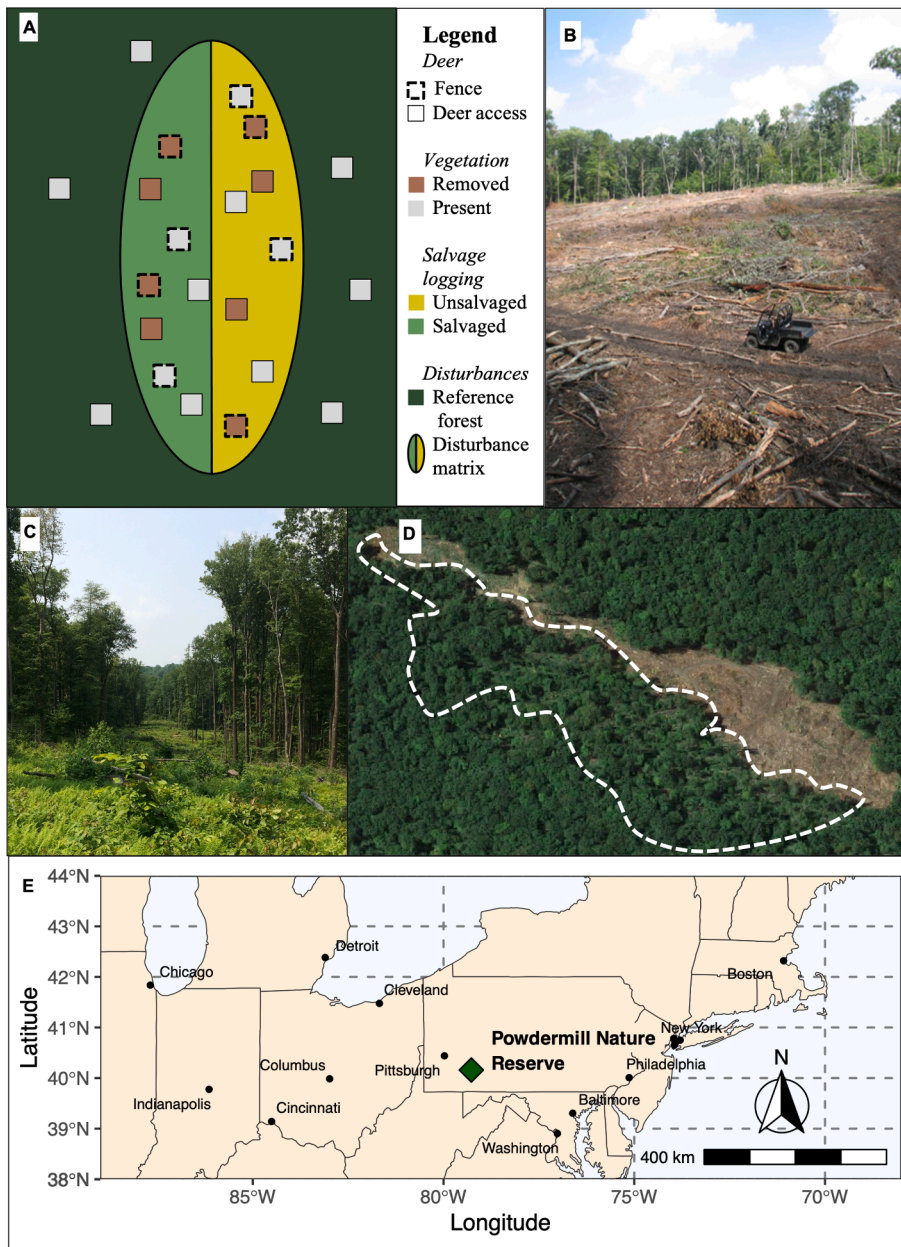 A
Legend
Deer
Fence
Deer access
Vegetation
Removed
Present
Salvage
logging
Unsalvaged
Salvaged
Disturbances
Reference
forest
Disturbance
matrix
B
C
D
E
44°N
43°N
42°N
41°N
40°N
39°N
38°N
Latitude
Detroit
Chicago
Cleveland
Boston
New York
Powdermill Nature
Reserve
Columbus
Pittsburgh
Philadelphia
Indianapolis
Cincinnati
Baltimore
Washington
N
400 km
85°W
80°W
75°W
70°W
Longitude